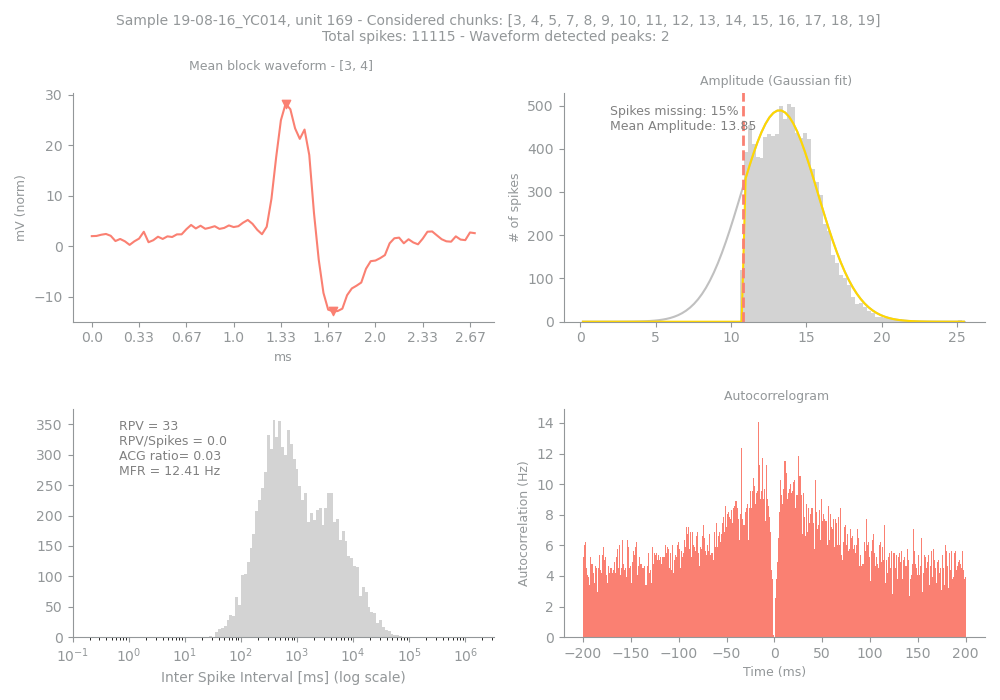 Sample 19-08-16_YC014, unit 169 - Considered chunks: [3, 4, 5, 7, 8, 9, 10, 11, 12, 13, 14, 15, 16, 17, 18, 19]
Total spikes: 11115 - Waveform detected peaks: 2
Mean block waveform - [3, 4]
30
20
10
0
−10
mV (norm)
0.0 0.33 0.67 1.0 1.33 1.67 2.0 2.33 2.67
ms
Amplitude (Gaussian fit)
Spikes missing: 15%
Mean Amplitude: 13.85
500
400
300
200
100
0
# of spikes
0 5 10 15 20 25
RPV = 33
RPV/Spikes = 0.0
ACG ratio= 0.03
MFR = 12.41 Hz
350
300
250
200
150
100
50
0
10⁻¹ 10⁰ 10¹ 10² 10³ 10⁴ 10⁵ 10⁶
Inter Spike Interval [ms] (log scale)
Autocorrelogram
14
12
10
8
6
4
2
0
Autocorrelation (Hz)
−200 −150 −100 −50 0 50 100 150 200
Time (ms)